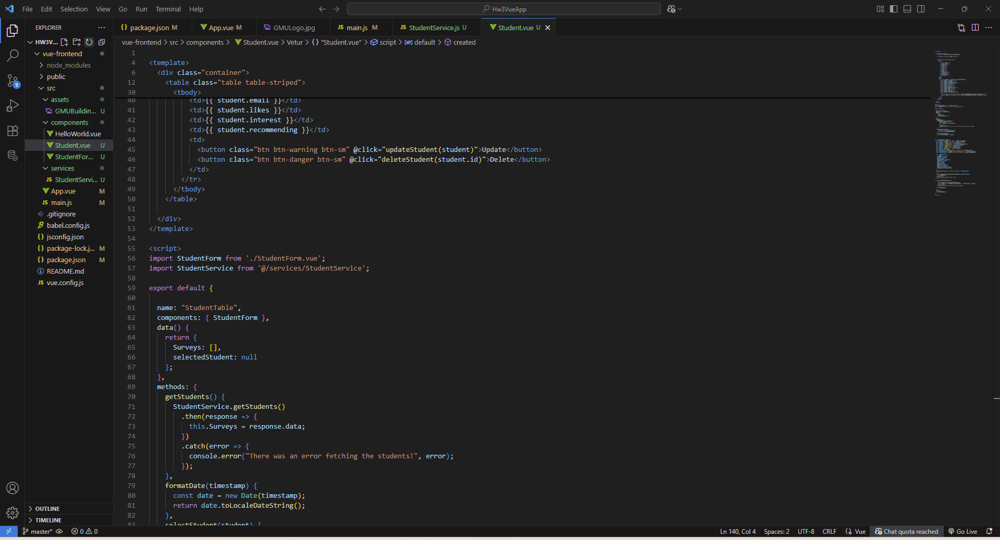 File Edit Selection View Go Run Terminal Help
Hw3VueApp
EXPLORER
HW3V...
vue-frontend
node_modules
public
src
assets
GMUBuildin... U
components
HelloWorld.vue
Student.vue U
StudentFor... U
services
StudentServi... U
App.vue M
main.js M
.gitignore
babel.config.js
jsconfig.json
package-lock.j... M
package.json M
README.md
vue.config.js
OUTLINE
TIMELINE
package.json M App.vue M GMULogo.jpg main.js M StudentService.js U Student.vue U
vue-frontend > src > components > Student.vue > Vetur > {} "Student.vue" > script > default > created
1
4 <template>
6 <div class="container">
12 <table class="table table-striped">
30 <tbody>
40 <td>{{ student.email }}</td>
41 <td>{{ student.likes }}</td>
42 <td>{{ student.interest }}</td>
43 <td>{{ student.recommending }}</td>
44 <td>
45 <button class="btn btn-warning btn-sm" @click="updateStudent(student)">Update</button>
46 <button class="btn btn-danger btn-sm" @click="deleteStudent(student.id)">Delete</button>
47 </td>
48 </tr>
49 </tbody>
50 </table>
51
52 </div>
53 </template>
54
55 <script>
56 import StudentForm from './StudentForm.vue';
57 import StudentService from '@/services/StudentService';
58
59 export default {
60
61 name: "StudentTable",
62 components: { StudentForm },
63 data() {
64 return {
65 Surveys: [],
66 selectedStudent: null
67 };
68 },
69 methods: {
70 getStudents() {
71 StudentService.getStudents()
72 .then(response => {
73 this.Surveys = response.data;
74 })
75 .catch(error => {
76 console.error("There was an error fetching the students!", error);
77 });
78 },
79 formatDate(timestamp) {
80 const date = new Date(timestamp);
81 return date.toLocaleDateString();
82 },
83 selectStudent(student) {
9
master* 0 0
Ln 140, Col 4 Spaces: 2 UTF-8 CRLF Vue Chat quota reached Go Live